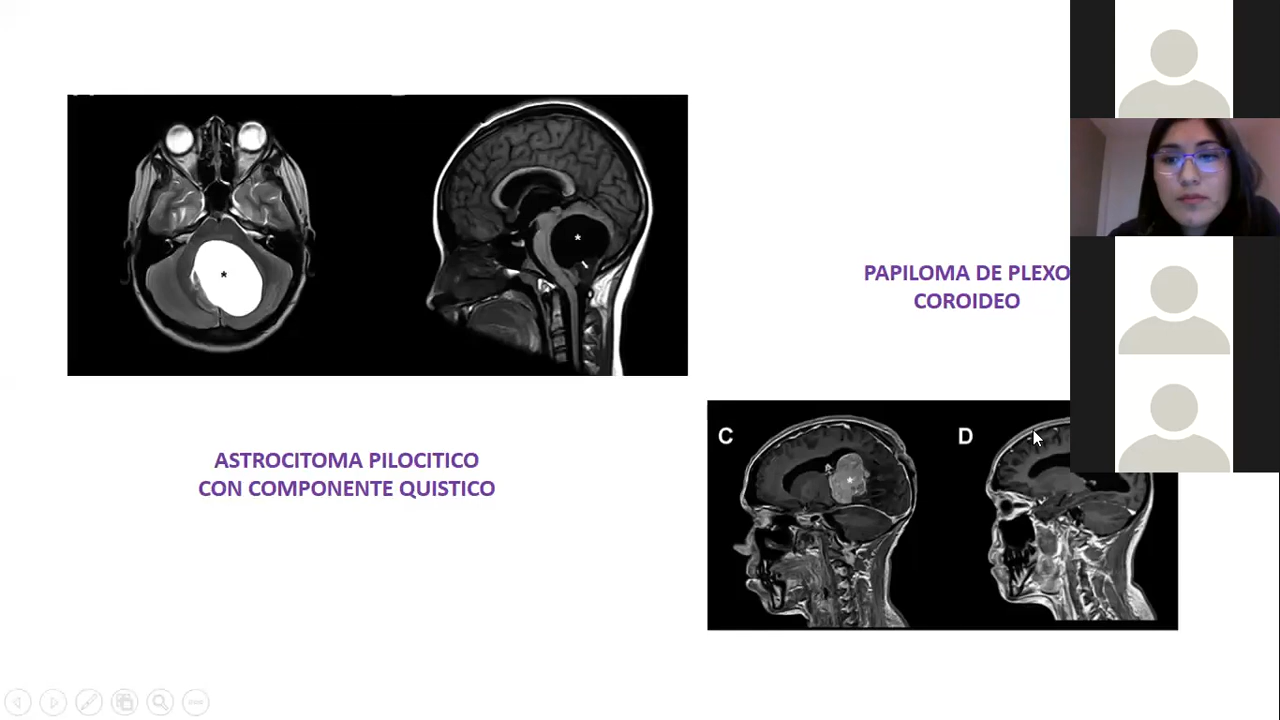 *
*
PAPILOMA DE PLEXO
COROIDEO
ASTROCITOMA PILOCITICO
CON COMPONENTE QUISTICO
C
*
D